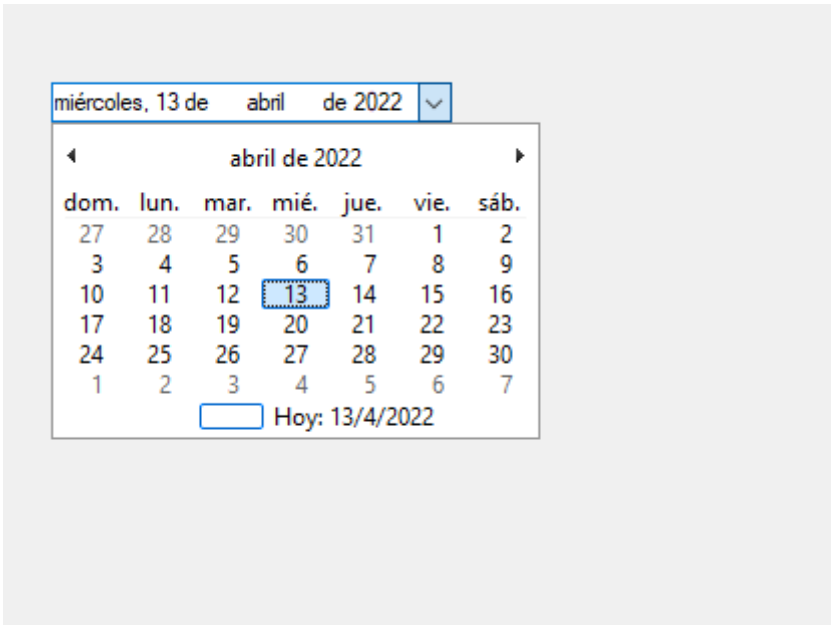 miércoles, 13 de abril de 2022
abril de 2022
dom. lun. mar. mié. jue. vie. sáb.
27 28 29 30 31 1 2
3 4 5 6 7 8 9
10 11 12 13 14 15 16
17 18 19 20 21 22 23
24 25 26 27 28 29 30
1 2 3 4 5 6 7
Hoy: 13/4/2022